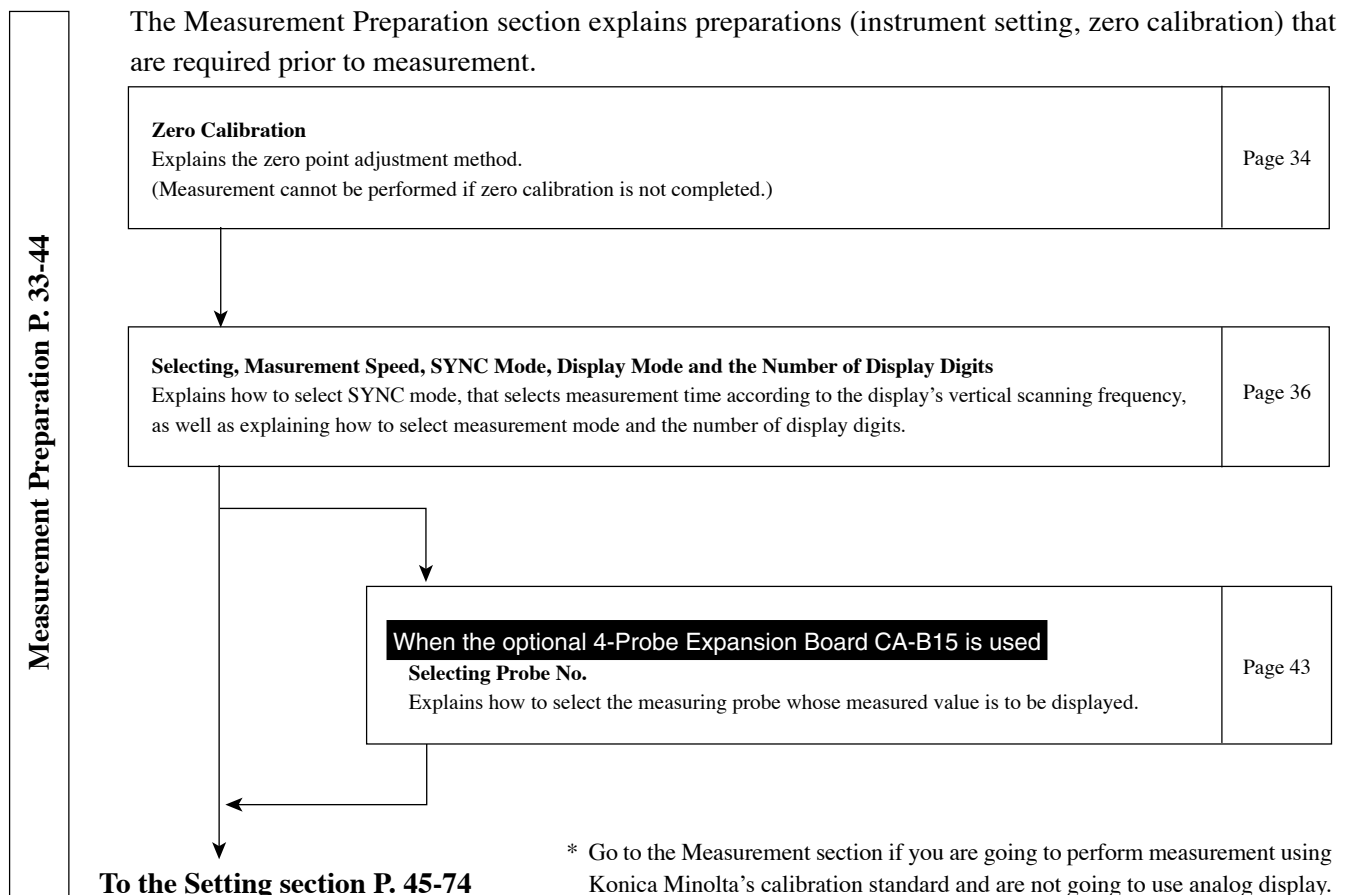 The Measurement Preparation section explains preparations (instrument setting, zero calibration) that
are required prior to measurement.
Measurement Preparation P. 33-44
Zero Calibration
Explains the zero point adjustment method.
(Measurement cannot be performed if zero calibration is not completed.)
Page 34
Selecting, Masurement Speed, SYNC Mode, Display Mode and the Number of Display Digits
Explains how to select SYNC mode, that selects measurement time according to the display's vertical scanning frequency,
as well as explaining how to select measurement mode and the number of display digits.
Page 36
When the optional 4-Probe Expansion Board CA-B15 is used
Selecting Probe No.
Explains how to select the measuring probe whose measured value is to be displayed.
Page 43
To the Setting section P. 45-74
* Go to the Measurement section if you are going to perform measurement using
Konica Minolta's calibration standard and are not going to use analog display.